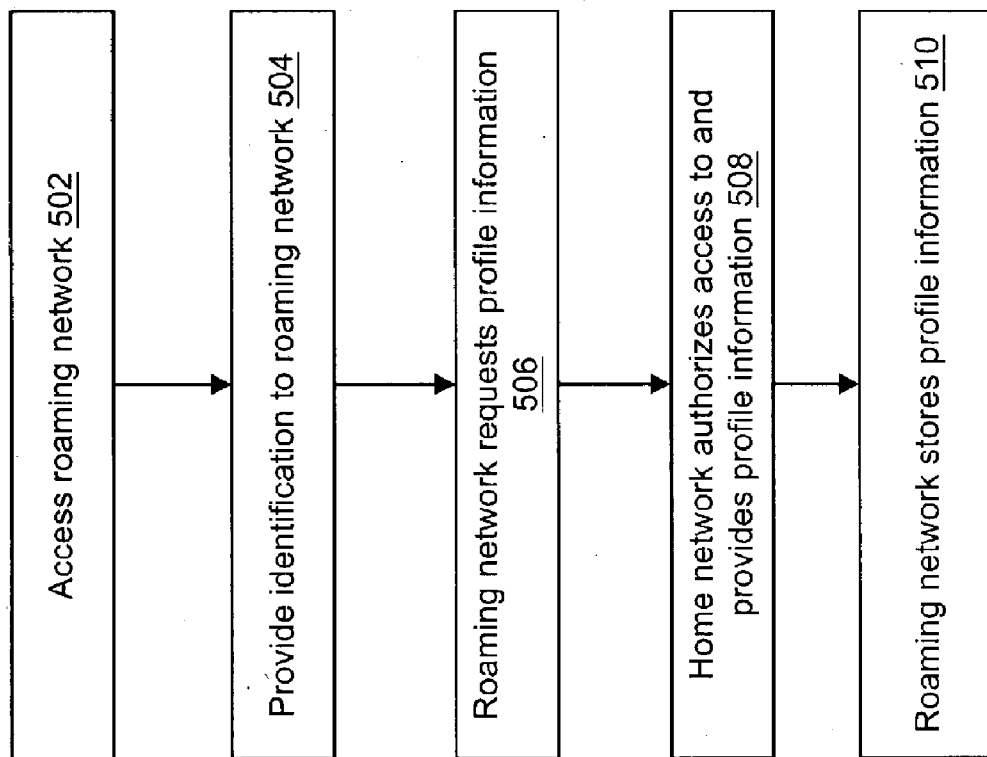 Access roaming network 502
Provide identification to roaming network 504
Roaming network requests profile information
506
Home network authorizes access to and
provides profile information 508
Roaming network stores profile information 510